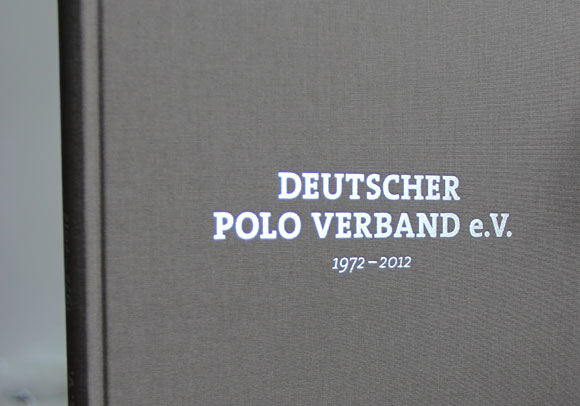 DEUTSCHER
POLO VERBAND e.V.
1972–2012